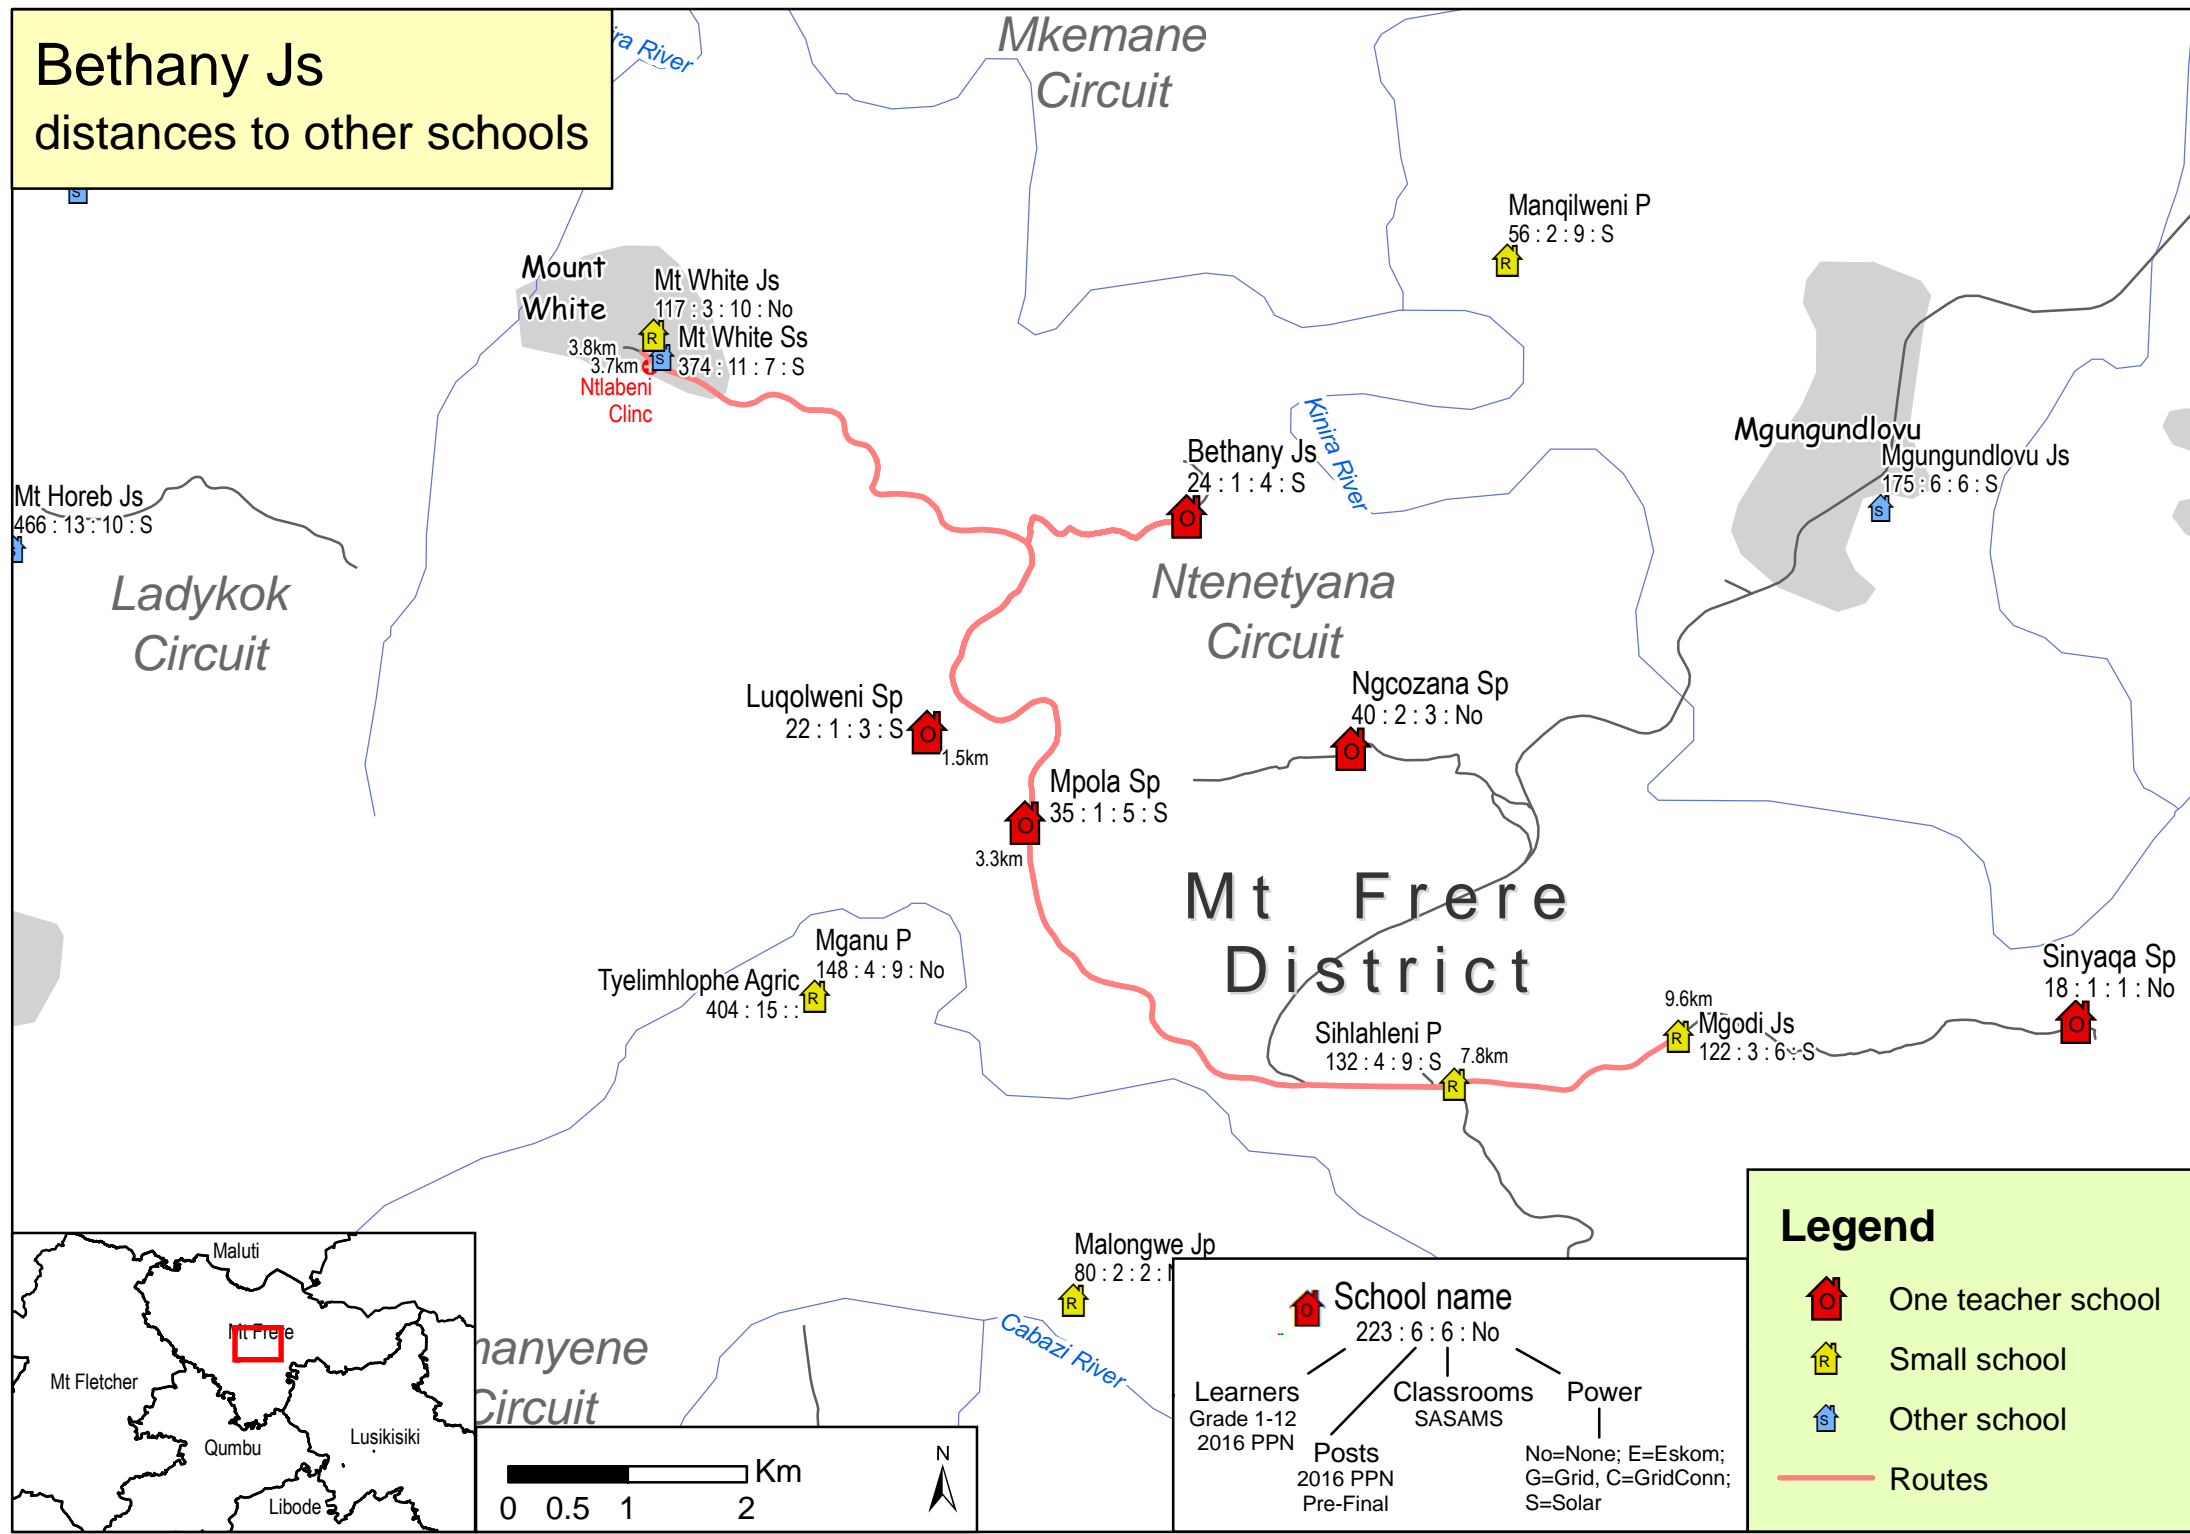 Bethany Js
distances to other schools
ira River
Mkemane
Circuit
Manqilweni P
56 : 2 : 9 : S
R
S
Mount
White
Mt White Js
117 : 3 : 10 : No
R
Mt White Ss
374 : 11 : 7 : S
S
3.8km
3.7km
Ntlabeni
Clinc
Kinira River
Bethany Js
24 : 1 : 4 : S
O
Mgungundlovu
Mgungundlovu Js
175 : 6 : 6 : S
S
Mt Horeb Js
466 : 13 : 10 : S
Ladykok
Circuit
Ntenetyana
Circuit
Luqolweni Sp
22 : 1 : 3 : S
O
1.5km
Ngcozana Sp
40 : 2 : 3 : No
O
Mpola Sp
35 : 1 : 5 : S
O
3.3km
Mt Frere
District
Mganu P
148 : 4 : 9 : No
R
Tyelimhlophe Agric
404 : 15 : :
Sinyaqa Sp
18 : 1 : 1 : No
O
9.6km
Mgodi Js
122 : 3 : 6 : S
R
Sihlahleni P
132 : 4 : 9 : S
7.8km
R
Malongwe Jp
80 : 2 : 2 :
R
Cabazi River
manyene
Circuit
Maluti
Mt Frere
Mt Fletcher
Qumbu
Lusikisiki
Libode
Km
0 0.5 1 2
N
O
School name
223 : 6 : 6 : No
Learners
Grade 1-12
2016 PPN
Posts
2016 PPN
Pre-Final
Classrooms
SASAMS
Power
No=None; E=Eskom;
G=Grid, C=GridConn;
S=Solar
Legend
O One teacher school
R Small school
S Other school
Routes